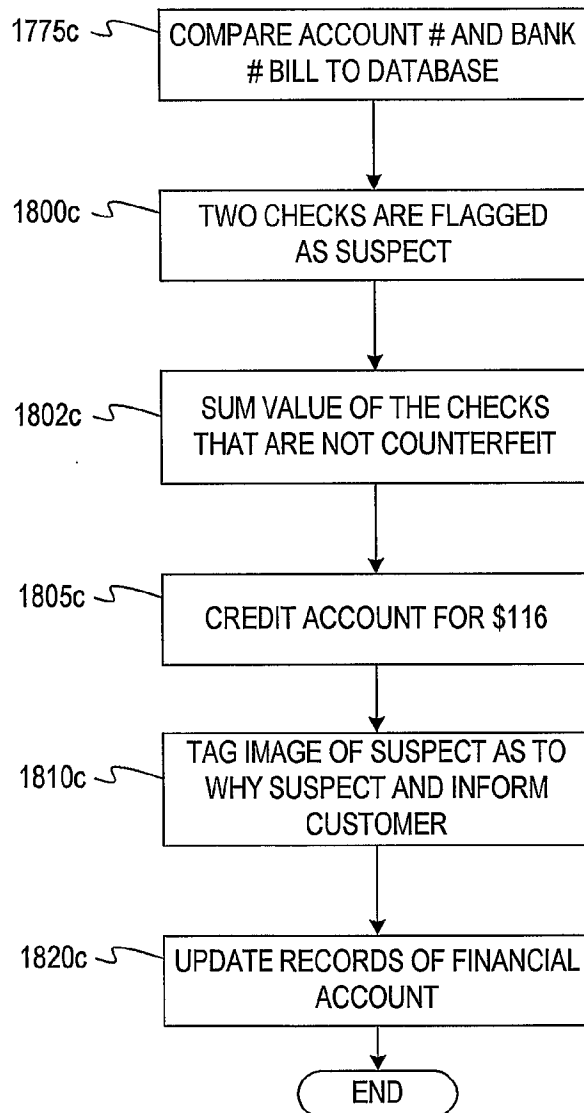 1775c
COMPARE ACCOUNT # AND BANK
# BILL TO DATABASE
1800c
TWO CHECKS ARE FLAGGED
AS SUSPECT
1802c
SUM VALUE OF THE CHECKS
THAT ARE NOT COUNTERFEIT
1805c
CREDIT ACCOUNT FOR $116
1810c
TAG IMAGE OF SUSPECT AS TO
WHY SUSPECT AND INFORM
CUSTOMER
1820c
UPDATE RECORDS OF FINANCIAL
ACCOUNT
END